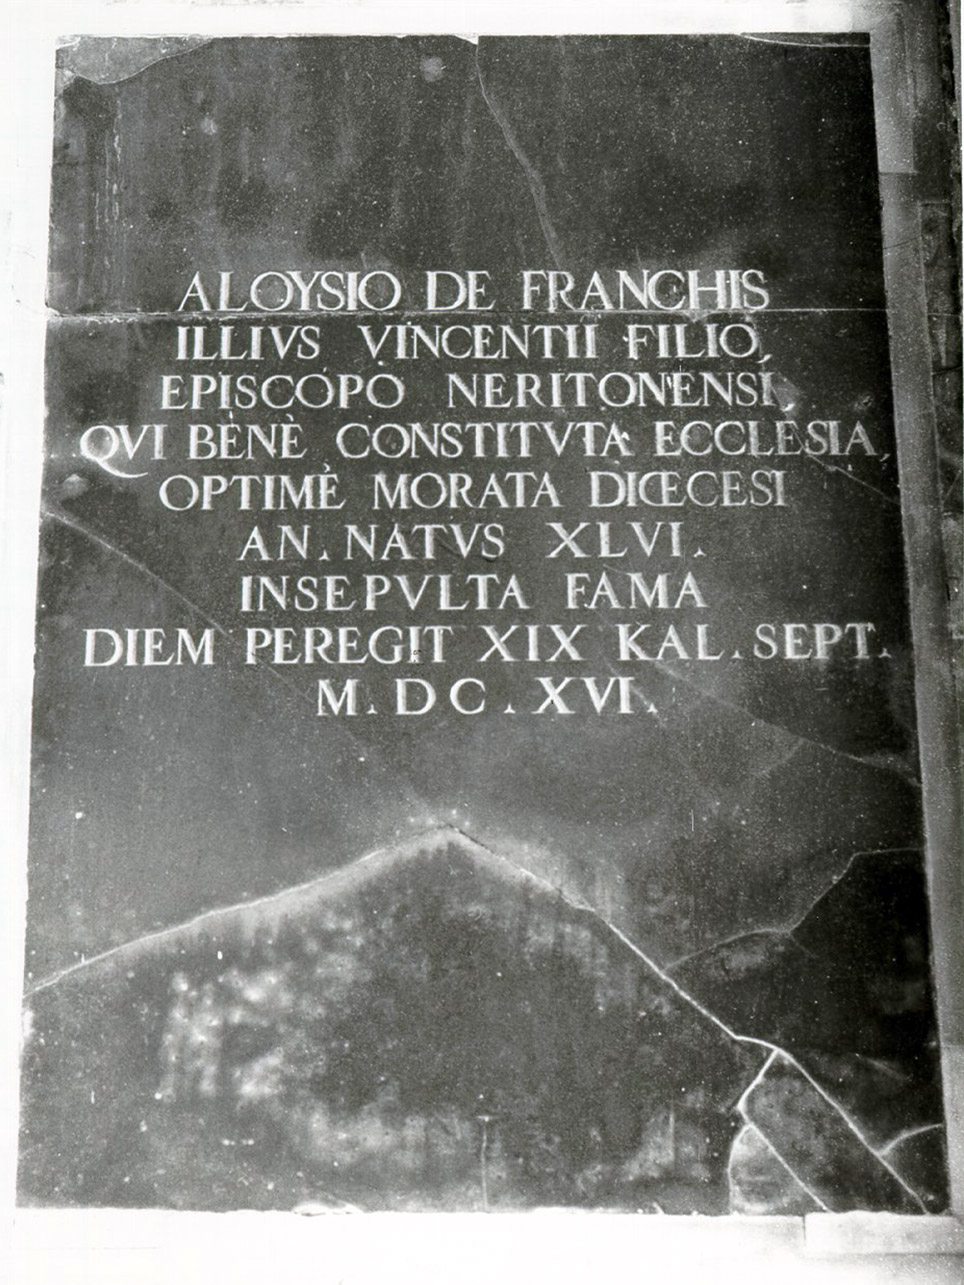 ALOYSIO DE FRANCHIS
ILLIVS VINCENTII FILIO,
EPISCOPO NERITONENSI,
QVI BENÈ CONSTITVTA ECCLESIA,
OPTIMÈ MORATA DIŒCESI
AN. NATVS XLVI.
INSEPVLTA FAMA
DIEM PEREGIT XIX KAL. SEPT.
M. D C . XVI.